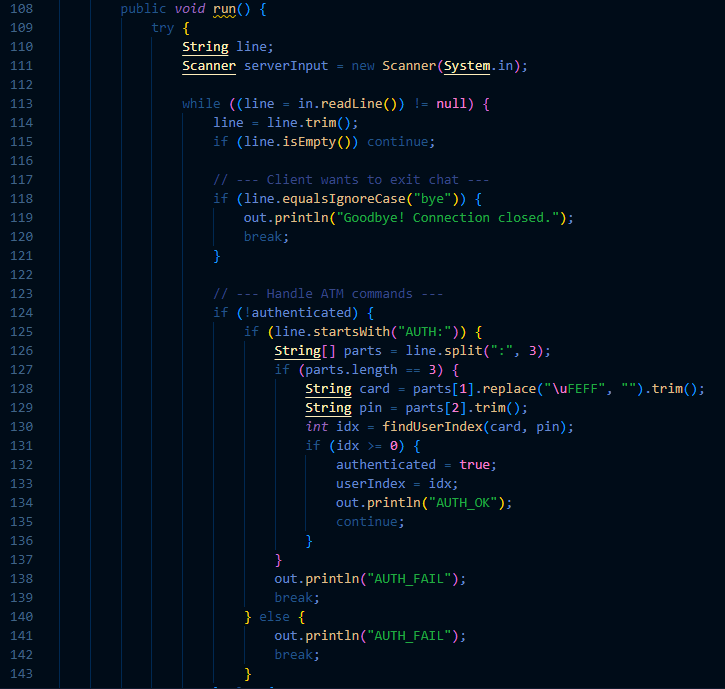 108 public void run() {
109 try {
110 String line;
111 Scanner serverInput = new Scanner(System.in);
112
113 while ((line = in.readLine()) != null) {
114 line = line.trim();
115 if (line.isEmpty()) continue;
116
117 // --- Client wants to exit chat ---
118 if (line.equalsIgnoreCase("bye")) {
119 out.println("Goodbye! Connection closed.");
120 break;
121 }
122
123 // --- Handle ATM commands ---
124 if (!authenticated) {
125 if (line.startsWith("AUTH:")) {
126 String[] parts = line.split(":", 3);
127 if (parts.length == 3) {
128 String card = parts[1].replace("\uFEFF", "").trim();
129 String pin = parts[2].trim();
130 int idx = findUserIndex(card, pin);
131 if (idx >= 0) {
132 authenticated = true;
133 userIndex = idx;
134 out.println("AUTH_OK");
135 continue;
136 }
137 }
138 out.println("AUTH_FAIL");
139 break;
140 } else {
141 out.println("AUTH_FAIL");
142 break;
143 }